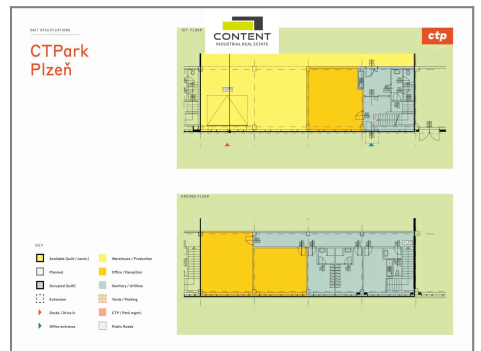 UNIT SPECIFICATIONS
CTPark
Plzeň
1ST FLOOR
CONTENT
INDUSTRIAL REAL ESTATE
ctp
GROUND FLOOR
KEY
Available (built / const.)
Planned
Occupied (built)
Extension
Docks / Drive in
Office entrance
Warehouse / Production
Office / Reception
Sanitary / Utilities
Yards / Parking
CTP / Park mgmt.
Public Roads